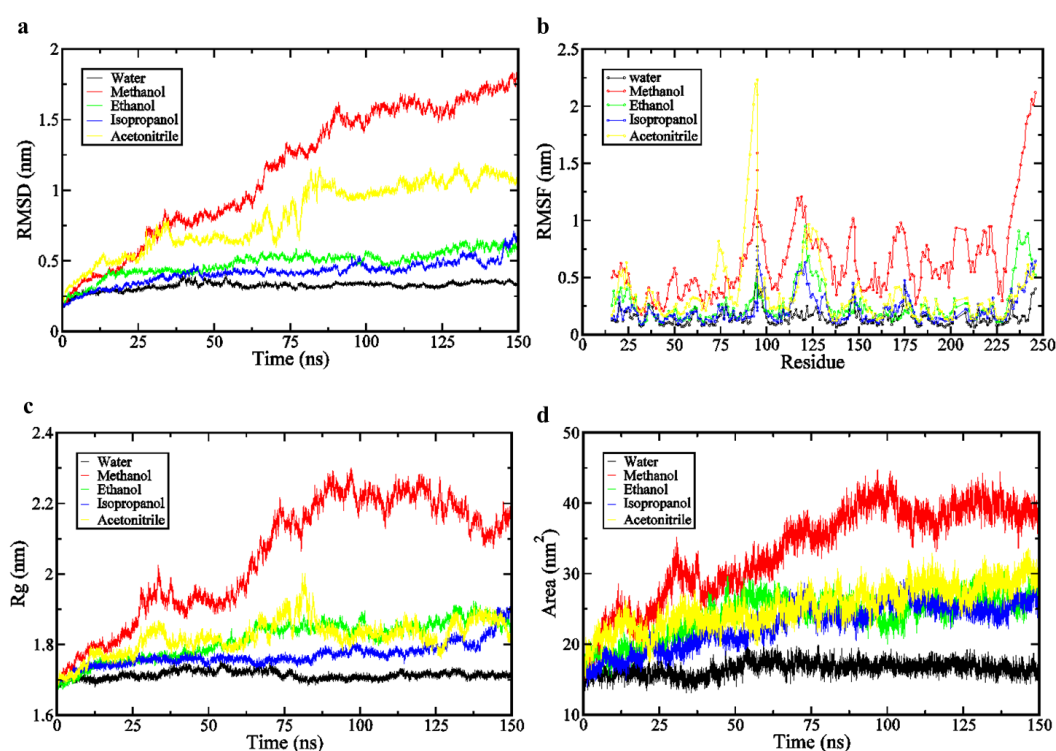 a
2
1.5
1
0.5
0
RMSD (nm)
Water
Methanol
Ethanol
Isopropanol
Acetonitrile
0 25 50 75 100 125 150
Time (ns)
b
2.5
2
1.5
1
0.5
0
RMSF (nm)
water
Methanol
Ethanol
Isopropanol
Acetonitrile
25 50 75 100 125 150 175 200 225 250
Residue
c
2.4
2.2
2
1.8
1.6
Rg (nm)
Water
Methanol
Ethanol
Isopropanol
Acetonitrile
0 25 50 75 100 125 150
Time (ns)
d
50
40
30
20
10
Area (nm²)
Water
Methanol
Ethanol
Isopropanol
Acetonitrile
0 25 50 75 100 125 150
Time (ns)